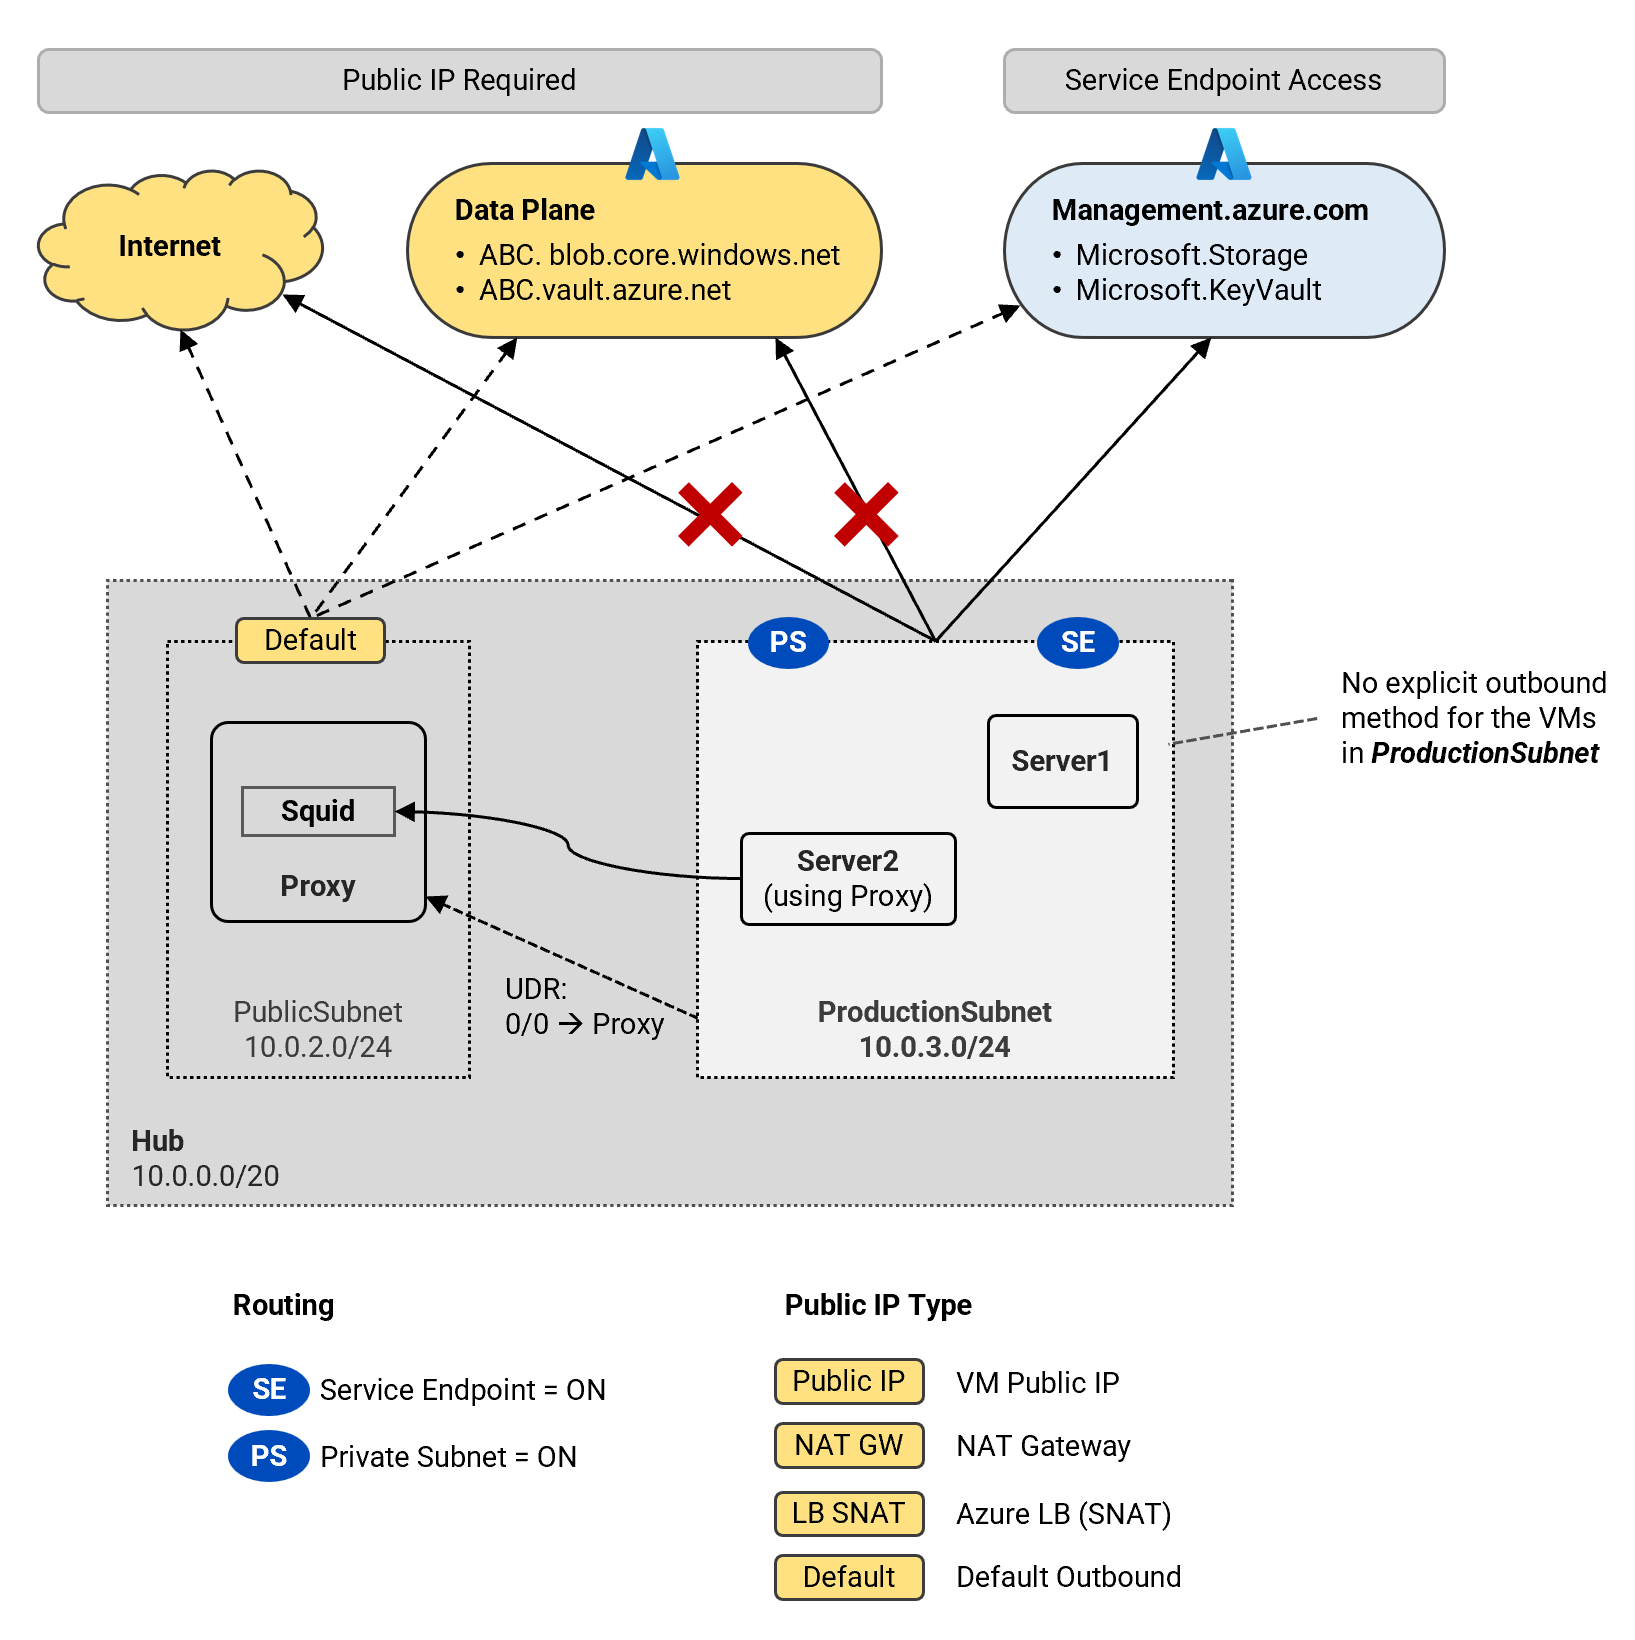 Public IP Required
Service Endpoint Access
Internet
Data Plane
• ABC. blob.core.windows.net
• ABC.vault.azure.net
Management.azure.com
• Microsoft.Storage
• Microsoft.KeyVault
Default
PS
SE
No explicit outbound
method for the VMs
in ProductionSubnet
Server1
Squid
Proxy
Server2
(using Proxy)
UDR:
0/0 → Proxy
PublicSubnet
10.0.2.0/24
ProductionSubnet
10.0.3.0/24
Hub
10.0.0.0/20
Routing
SE Service Endpoint = ON
PS Private Subnet = ON
Public IP Type
Public IP VM Public IP
NAT GW NAT Gateway
LB SNAT Azure LB (SNAT)
Default Default Outbound